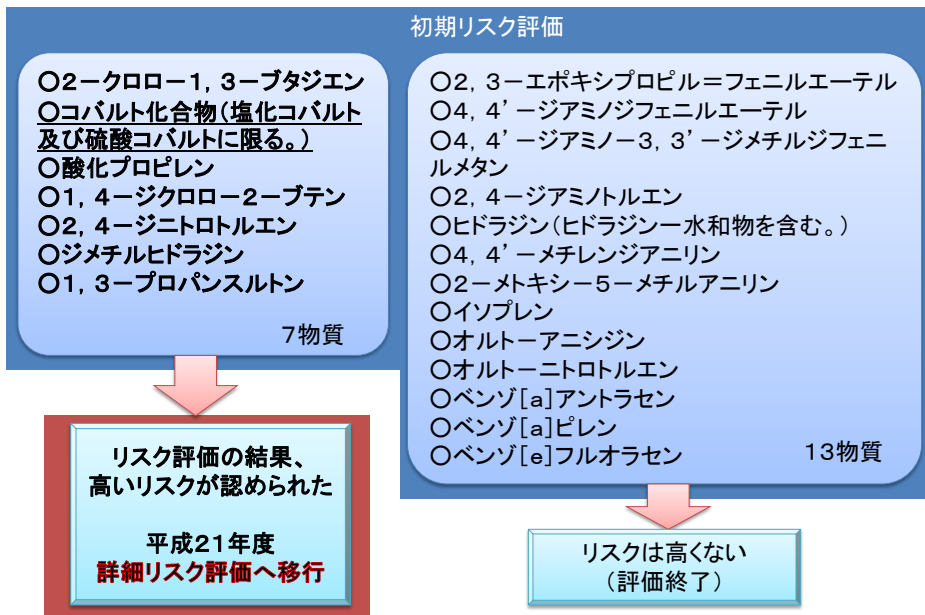 初期リスク評価
○2－クロロ－1，3－ブタジエン
○コバルト化合物（塩化コバルト
及び硫酸コバルトに限る。）
○酸化プロピレン
○1，4－ジクロロ－2－ブテン
○2，4－ジニトロトルエン
○ジメチルヒドラジン
○1，3－プロパンスルトン
7物質
○2，3－エポキシプロピル＝フェニルエーテル
○4，4’－ジアミノジフェニルエーテル
○4，4’－ジアミノ－3，3’－ジメチルジフェニ
ルメタン
○2，4－ジアミノトルエン
○ヒドラジン（ヒドラジン一水和物を含む。）
○4，4’－メチレンジアニリン
○2－メトキシ－5－メチルアニリン
○イソプレン
○オルト－アニシジン
○オルト－ニトロトルエン
○ベンゾ［a］アントラセン
○ベンゾ［a］ピレン
○ベンゾ［e］フルオラセン
13物質
リスク評価の結果、
高いリスクが認められた
平成21年度
詳細リスク評価へ移行
リスクは高くない
（評価終了）